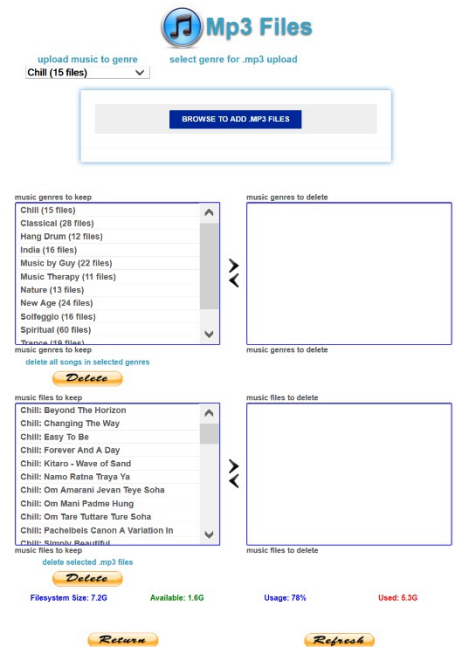 Mp3 Files
upload music to genre
select genre for .mp3 upload
Chill (15 files)
BROWSE TO ADD .MP3 FILES
music genres to keep
music genres to delete
Chill (15 files)
Classical (28 files)
Hang Drum (12 files)
India (16 files)
Music by Guy (22 files)
Music Therapy (11 files)
Nature (13 files)
New Age (24 files)
Solfeggio (16 files)
Spiritual (60 files)
Trance (19 files)
music genres to keep
music genres to delete
delete all songs in selected genres
Delete
music files to keep
music files to delete
Chill: Beyond The Horizon
Chill: Changing The Way
Chill: Easy To Be
Chill: Forever And A Day
Chill: Kitaro - Wave of Sand
Chill: Namo Ratna Traya Ya
Chill: Om Amarani Jevan Teye Soha
Chill: Om Mani Padme Hung
Chill: Om Tare Tuttare Ture Soha
Chill: Pachelbels Canon A Variation In
Chill: Simply Beautiful
music files to keep
music files to delete
delete selected .mp3 files
Delete
Filesystem Size: 7.2G
Available: 1.6G
Usage: 78%
Used: 5.3G
Return
Refresh